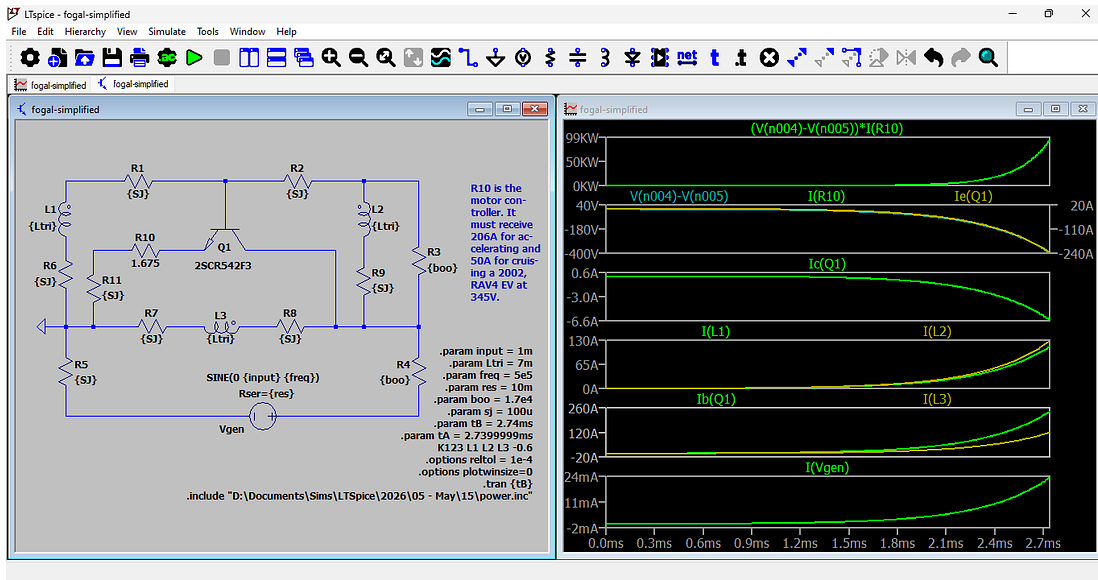 LTspice - fogal-simplified
File Edit Hierarchy View Simulate Tools Window Help
ac
net
t
.t
fogal-simplified
fogal-simplified
fogal-simplified
R1
{SJ}
R2
{SJ}
L1
{Ltri}
L2
{Ltri}
R10
1.675
Q1
2SCR542F3
R6
{SJ}
R11
{SJ}
R9
{SJ}
R3
{boo}
R10 is the
motor con-
troller. It
must receive
206A for ac-
celerating and
50A for cruis-
ing a 2002,
RAV4 EV at
345V.
R7
{SJ}
L3
{Ltri}
R8
{SJ}
R5
{SJ}
R4
{boo}
SINE(0 {input} {freq})
Rser={res}
Vgen
.param input = 1m
.param Ltri = 7m
.param freq = 5e5
.param res = 10m
.param boo = 1.7e4
.param sj = 100u
.param tB = 2.74ms
.param tA = 2.7399999ms
K123 L1 L2 L3 -0.6
.options reltol = 1e-4
.options plotwinsize=0
.tran {tB}
.include "D:\Documents\Sims\LTSpice\2026\05 - May\15\power.inc"
fogal-simplified
(V(n004)-V(n005))*I(R10)
99KW
50KW
0KW
V(n004)-V(n005) I(R10) Ie(Q1)
40V 20A
-180V -110A
-400V -240A
Ic(Q1)
0.6A
-3.0A
-6.6A
I(L1) I(L2)
130A
65A
0A
Ib(Q1) I(L3)
260A
120A
-20A
I(Vgen)
24mA
11mA
-2mA
0.0ms 0.3ms 0.6ms 0.9ms 1.2ms 1.5ms 1.8ms 2.1ms 2.4ms 2.7ms